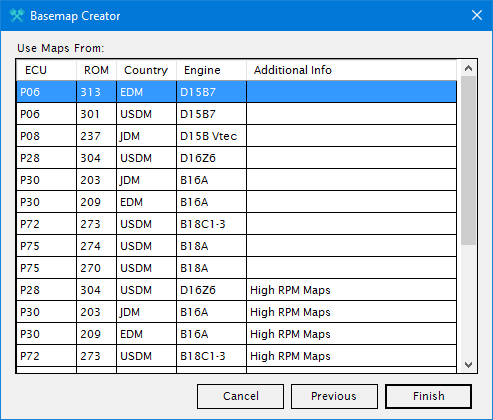 Basemap Creator
Use Maps From:
ECU ROM Country Engine Additional Info
P06 313 EDM D15B7
P06 301 USDM D15B7
P08 237 JDM D15B Vtec
P28 304 USDM D16Z6
P30 203 JDM B16A
P30 209 EDM B16A
P72 273 USDM B18C1-3
P75 274 USDM B18A
P75 270 USDM B18A
P28 304 USDM D16Z6 High RPM Maps
P30 203 JDM B16A High RPM Maps
P30 209 EDM B16A High RPM Maps
P72 273 USDM B18C1-3 High RPM Maps
Cancel Previous Finish